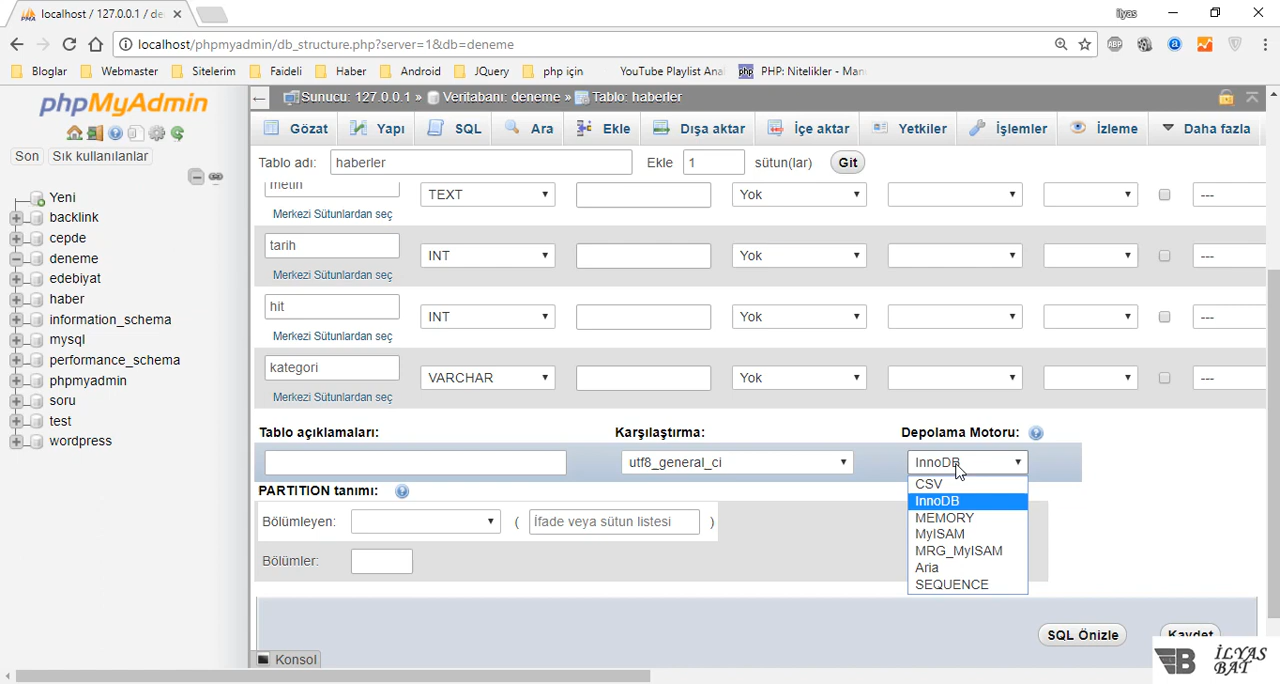 localhost / 127.0.0.1 / de
ilyas
localhost/phpmyadmin/db_structure.php?server=1&db=deneme
ABP
Bloglar Webmaster Sitelerim Faideli Haber Android JQuery php için YouTube Playlist Ana php PHP: Nitelikler - Man
phpMyAdmin
Son Sık kullanılanlar
Yeni
backlink
cepde
deneme
edebiyat
haber
information_schema
mysql
performance_schema
phpmyadmin
soru
test
wordpress
Sunucu: 127.0.0.1 » Veritabanı: deneme » Tablo: haberler
Gözat Yapı SQL Ara Ekle Dışa aktar İçe aktar Yetkiler İşlemler İzleme Daha fazla
Tablo adı: haberler Ekle 1 sütun(lar) Git
metin TEXT Yok ---
Merkezi Sütunlardan seç
tarih INT Yok ---
Merkezi Sütunlardan seç
hit INT Yok ---
Merkezi Sütunlardan seç
kategori VARCHAR Yok ---
Merkezi Sütunlardan seç
Tablo açıklamaları: Karşılaştırma: Depolama Motoru:
utf8_general_ci InnoDB
CSV
InnoDB
MEMORY
MyISAM
MRG_MyISAM
Aria
SEQUENCE
PARTITION tanımı:
Bölümleyen: ( İfade veya sütun listesi )
Bölümler:
SQL Önizle Kaydet
Konsol
İLYAS
BAT